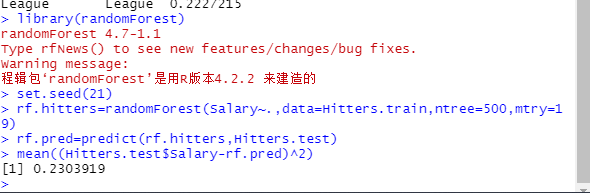 League      League  0.2227215
> library(randomForest)
randomForest 4.7-1.1
Type rfNews() to see new features/changes/bug fixes.
Warning message:
程辑包‘randomForest’是用R版本4.2.2 来建造的
> set.seed(21)
> rf.hitters=randomForest(Salary~.,data=Hitters.train,ntree=500,mtry=1
9)
> rf.pred=predict(rf.hitters,Hitters.test)
> mean((Hitters.test$Salary-rf.pred)^2)
[1] 0.2303919
>